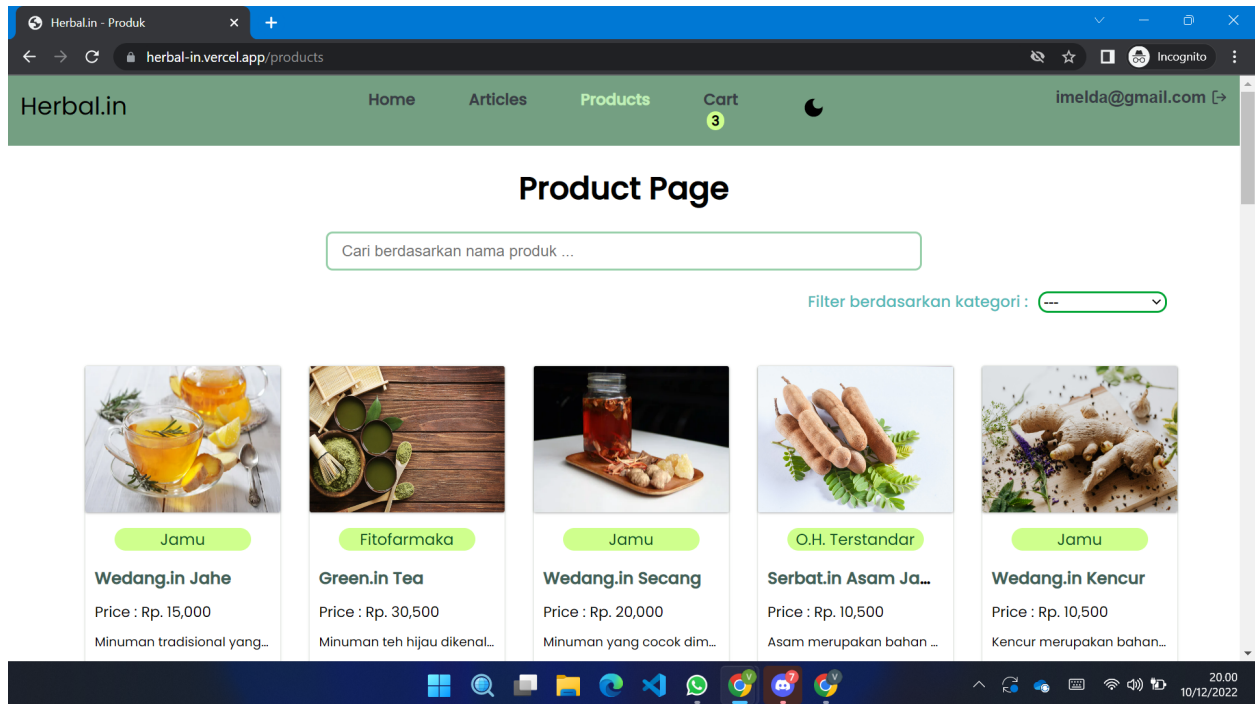 Herbal.in - Produk
herbal-in.vercel.app/products
Incognito
Herbal.in
Home Articles Products Cart
3
imelda@gmail.com
Product Page
Cari berdasarkan nama produk ...
Filter berdasarkan kategori : ---
Jamu Fitofarmaka Jamu O.H. Terstandar Jamu
Wedang.in Jahe Green.in Tea Wedang.in Secang Serbat.in Asam Ja... Wedang.in Kencur
Price : Rp. 15,000 Price : Rp. 30,500 Price : Rp. 20,000 Price : Rp. 10,500 Price : Rp. 10,500
Minuman tradisional yang... Minuman teh hijau dikenal... Minuman yang cocok dim... Asam merupakan bahan ... Kencur merupakan bahan...
V 7 V
20.00
10/12/2022